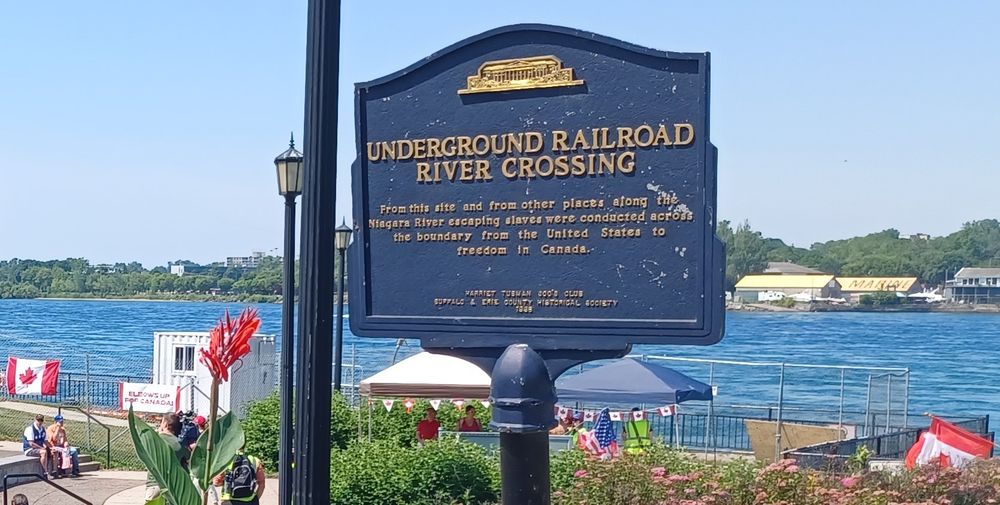 UNDERGROUND RAILROAD
RIVER CROSSING
From this site and from other places along the
Niagara River escaping slaves were conducted across
the boundary from the United States to
freedom in Canada.
HARRIET TUBMAN 300'S CLUB
BUFFALO & ERIE COUNTY HISTORICAL SOCIETY
MARINE
ELBOWS UP
FOR CANADA!